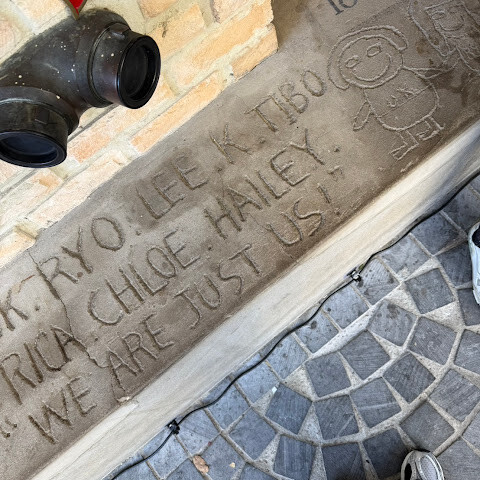 K. RYO. LEE. K. TIBO
RICA. CHLOE. HAILEY.
"WE ARE JUST US!"